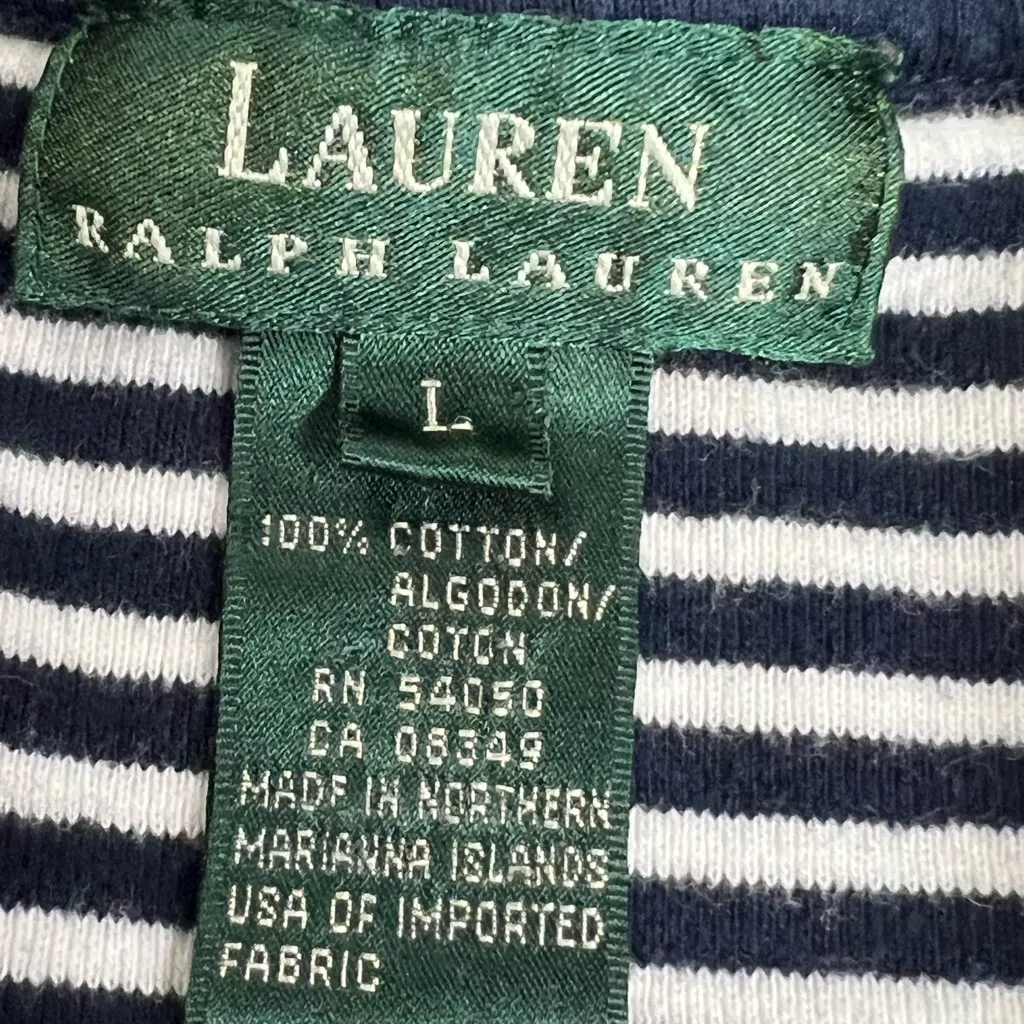 LAUREN
RALPH LAUREN
L
100% COTTON/
ALGODON/
COTON
RN 54050
CA 08349
MADE IN NORTHERN
MARIANNA ISLANDS
USA OF IMPORTED
FABRIC